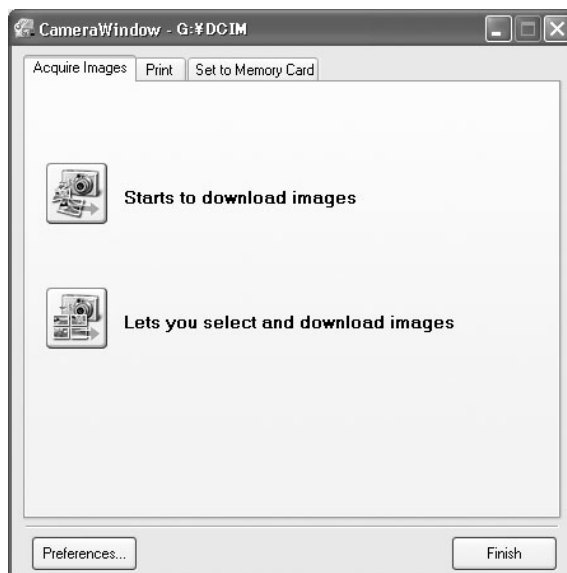 CameraWindow - G:¥DCIM
Acquire Images Print Set to Memory Card
Starts to download images
Lets you select and download images
Preferences... Finish